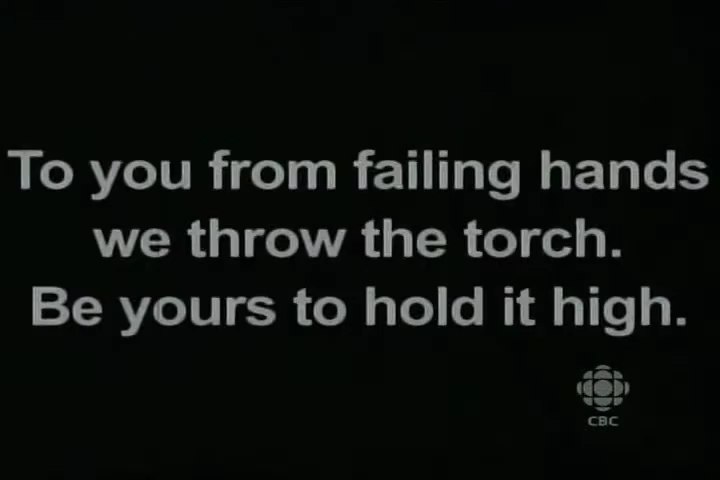 To you from failing hands
we throw the torch.
Be yours to hold it high.
CBC